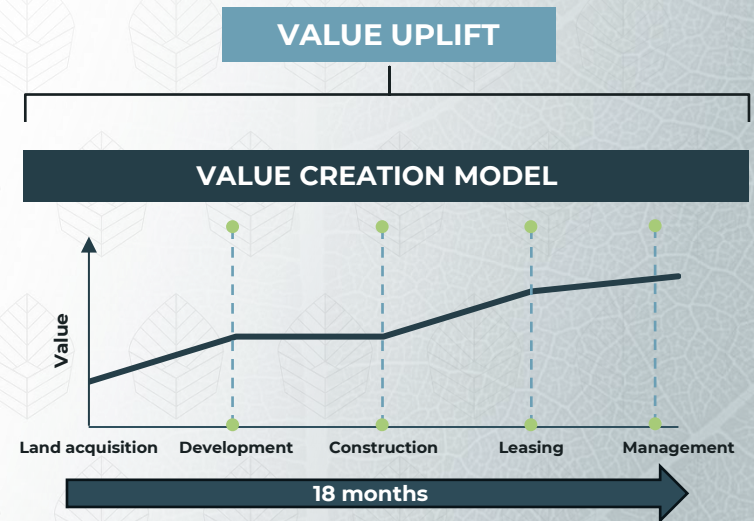 VALUE UPLIFT
VALUE CREATION MODEL
Value
Land acquisition
Development
Construction
Leasing
Management
18 months